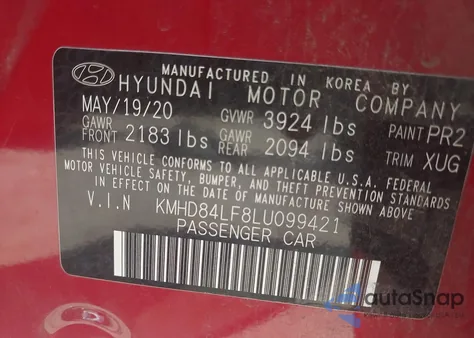 MANUFACTURED IN KOREA BY
HYUNDAI MOTOR COMPANY
MAY/19/20 GVWR 3924 lbs PAINT PR2
GAWR FRONT 2183 lbs GAWR REAR 2094 lbs TRIM XUG
THIS VEHICLE CONFORMS TO ALL APPLICABLE U.S.A. FEDERAL
MOTOR VEHICLE SAFETY, BUMPER, AND THEFT PREVENTION STANDARDS
IN EFFECT ON THE DATE OF MANUFACTURE SHOWN ABOVE.
V.I.N KMHD84LF8LU099421
PASSENGER CAR
autoSnap